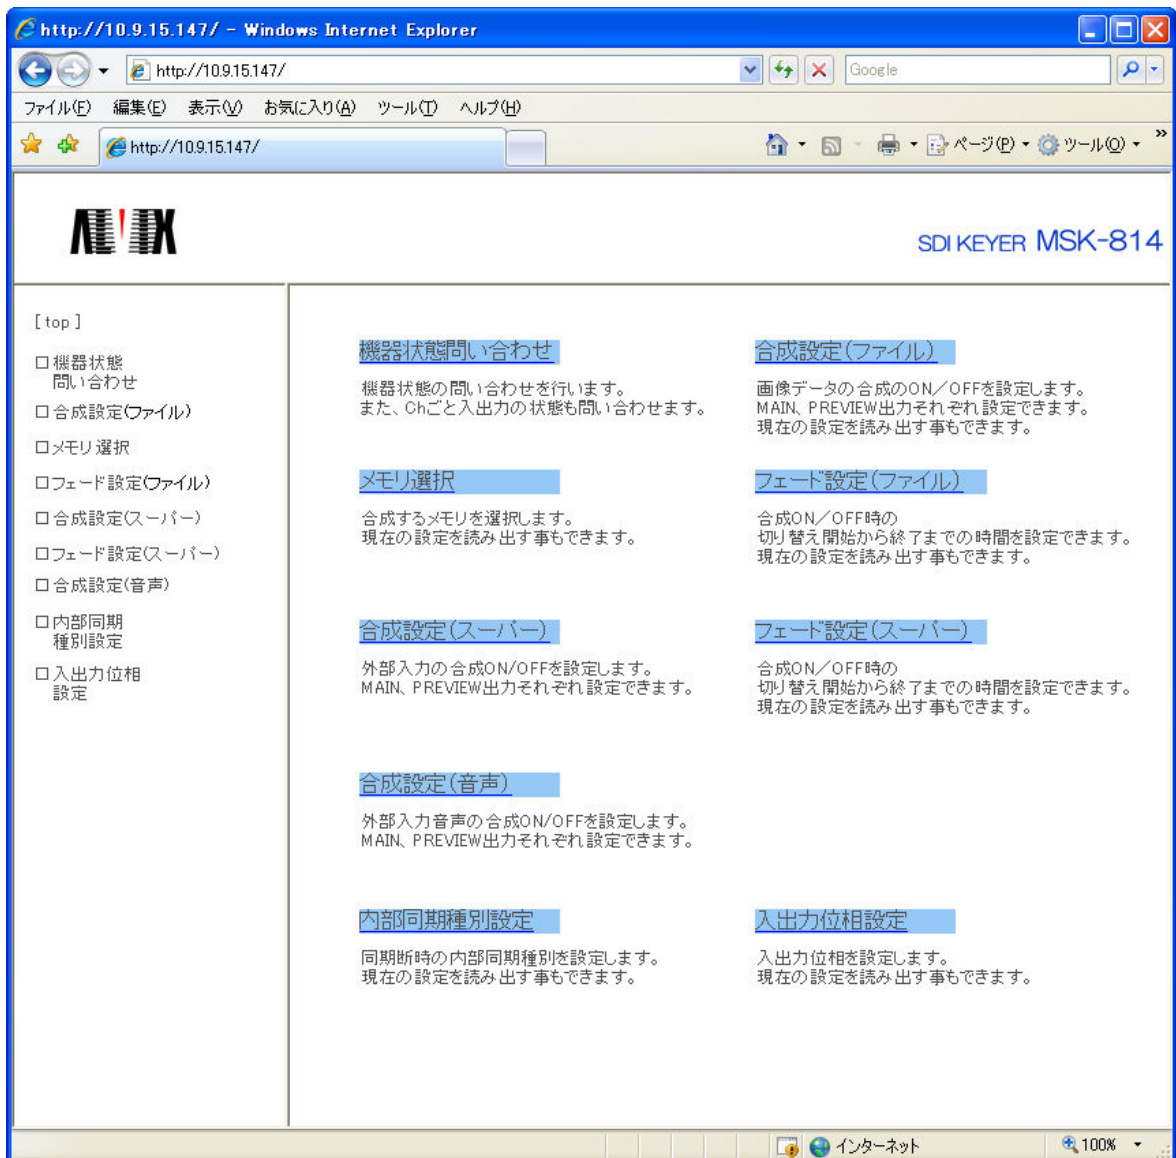 http://10.9.15.147/ - Windows Internet Explorer
http://10.9.15.147/
Google
ファイル(F) 編集(E) 表示(V) お気に入り(A) ツール(T) ヘルプ(H)
http://10.9.15.147/
ページ(P) ツール(O)
SDI KEYER MSK-814
[ top ]
機器状態
問い合わせ
合成設定(ファイル)
メモリ選択
フェード設定(ファイル)
合成設定(スーパー)
フェード設定(スーパー)
合成設定(音声)
内部同期
種別設定
入出力位相
設定
機器状態問い合わせ
機器状態の問い合わせを行います。
また、Chごと入出力の状態も問い合わせます。
合成設定(ファイル)
画像データの合成のON/OFFを設定します。
MAIN、PREVIEW出力それぞれ設定できます。
現在の設定を読み出す事もできます。
メモリ選択
合成するメモリを選択します。
現在の設定を読み出す事もできます。
フェード設定(ファイル)
合成ON/OFF時の
切り替え開始から終了までの時間を設定できます。
現在の設定を読み出す事もできます。
合成設定(スーパー)
外部入力の合成ON/OFFを設定します。
MAIN、PREVIEW出力それぞれ設定できます。
フェード設定(スーパー)
合成ON/OFF時の
切り替え開始から終了までの時間を設定できます。
現在の設定を読み出す事もできます。
合成設定(音声)
外部入力音声の合成ON/OFFを設定します。
MAIN、PREVIEW出力それぞれ設定できます。
内部同期種別設定
同期断時の内部同期種別を設定します。
現在の設定を読み出す事もできます。
入出力位相設定
入出力位相を設定します。
現在の設定を読み出す事もできます。
インターネット
100%